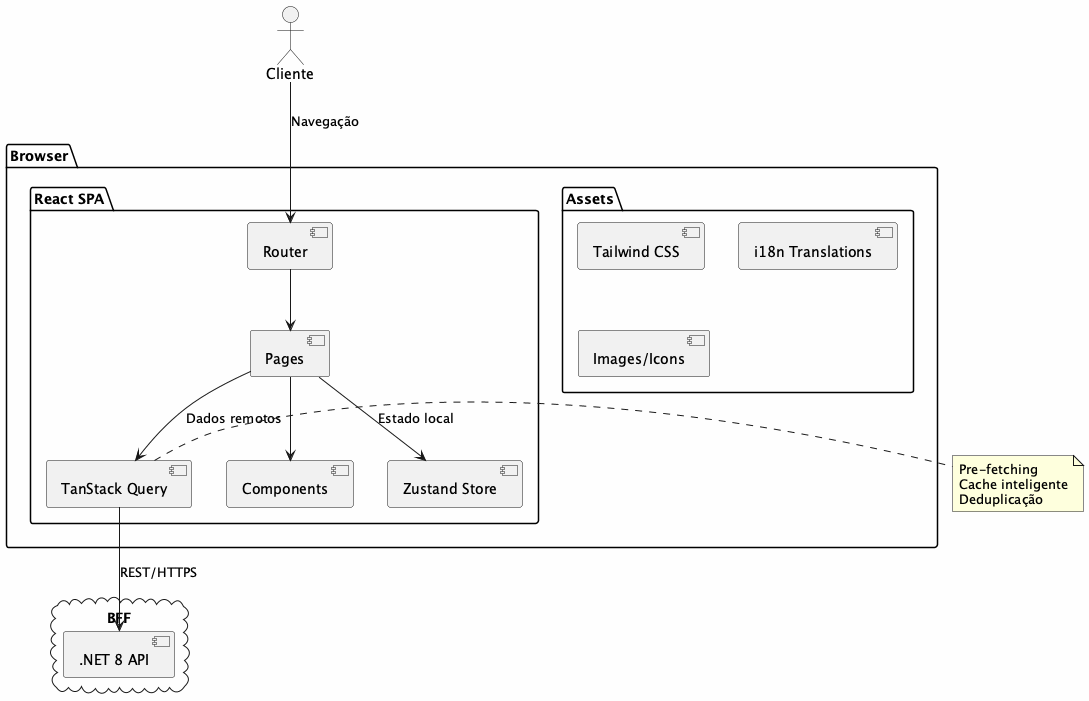 Cliente
Navegação
Browser
React SPA
Assets
Router
Tailwind CSS
i18n Translations
Pages
Images/Icons
Dados remotos
Estado local
TanStack Query
Components
Zustand Store
Pre-fetching
Cache inteligente
Deduplicação
REST/HTTPS
BFF
.NET 8 API